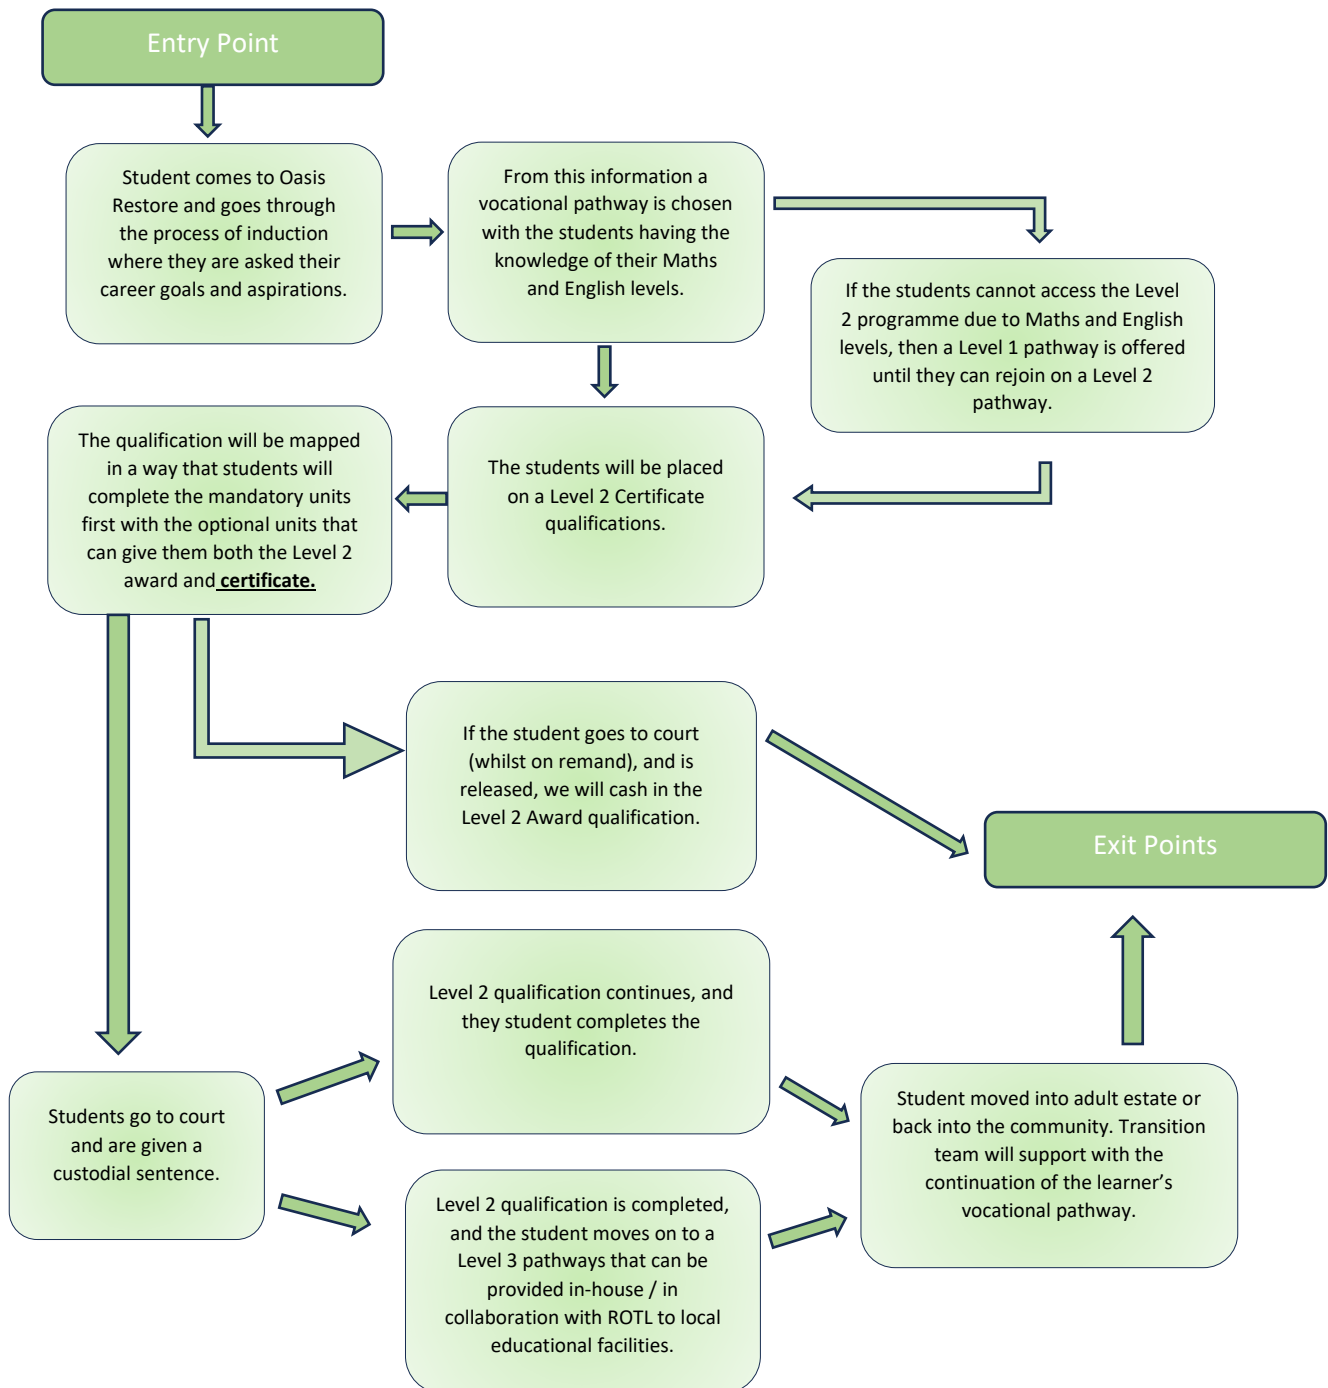 Entry Point
Student comes to Oasis
Restore and goes through
the process of induction
where they are asked their
career goals and aspirations.
From this information a
vocational pathway is chosen
with the students having the
knowledge of their Maths
and English levels.
If the students cannot access the Level
2 programme due to Maths and English
levels, then a Level 1 pathway is offered
until they can rejoin on a Level 2
pathway.
The students will be placed
on a Level 2 Certificate
qualifications.
The qualification will be mapped
in a way that students will
complete the mandatory units
first with the optional units that
can give them both the Level 2
award and certificate.
If the student goes to court
(whilst on remand), and is
released, we will cash in the
Level 2 Award qualification.
Exit Points
Students go to court
and are given a
custodial sentence.
Level 2 qualification continues, and
they student completes the
qualification.
Level 2 qualification is completed,
and the student moves on to a
Level 3 pathways that can be
provided in-house / in
collaboration with ROTL to local
educational facilities.
Student moved into adult estate or
back into the community. Transition
team will support with the
continuation of the learner’s
vocational pathway.